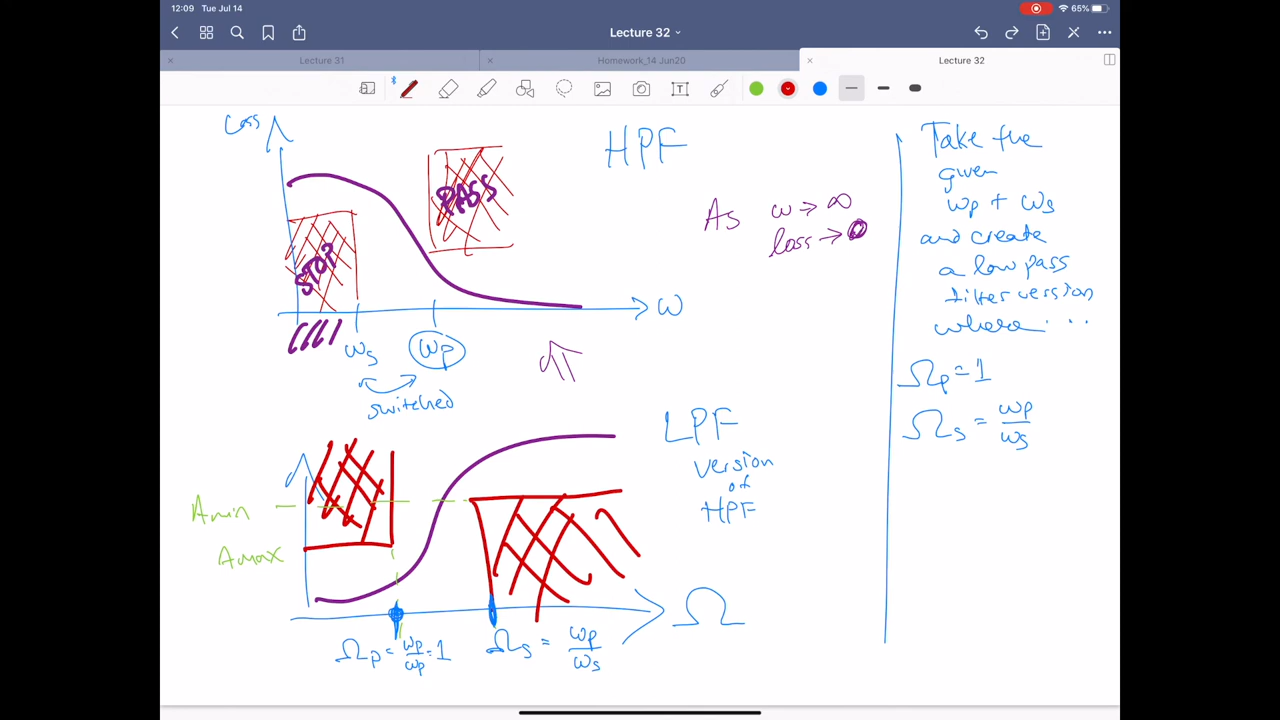 12:09 Tue Jul 14
65%
Lecture 32
Lecture 31
Homework_14 Jun20
Lecture 32
Loss
HPF
PASS
STOP
As ω → ∞
loss → 0
ω
ωs
ωp
switched
LPF
version
of
HPF
Amin
Amax
Ω
Ωp = ωp/ωp = 1
Ωs = ωp/ωs
Take the
given
ωp + ωs
and create
a low pass
filter version
where ...
Ωp = 1
Ωs = ωp/ωs